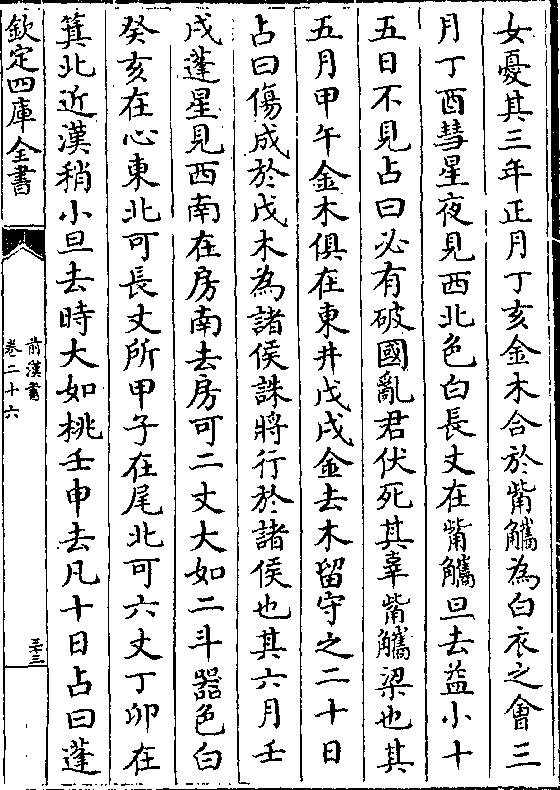 女憂其三年正月丁亥金木合於觜觿為白衣之會三
月丁酉彗星夜見西北色白長丈在觜觿旦去益小十
五日不見占曰必有破國亂君伏死其辜觜觿梁也其
五月甲午金木俱在東井戊戌金去木留守之二十日
占曰傷成於戊木為諸侯誅將行於諸侯也其六月壬
戌蓬星見西南在房南去房可二丈大如二斗器色白
癸亥在心東北可長丈所甲子在尾北可六丈丁卯在
箕北近漢稍小旦去時大如桃壬申去凡十日占曰蓬
欽定四庫全書
前漢書
卷二十六
三十三